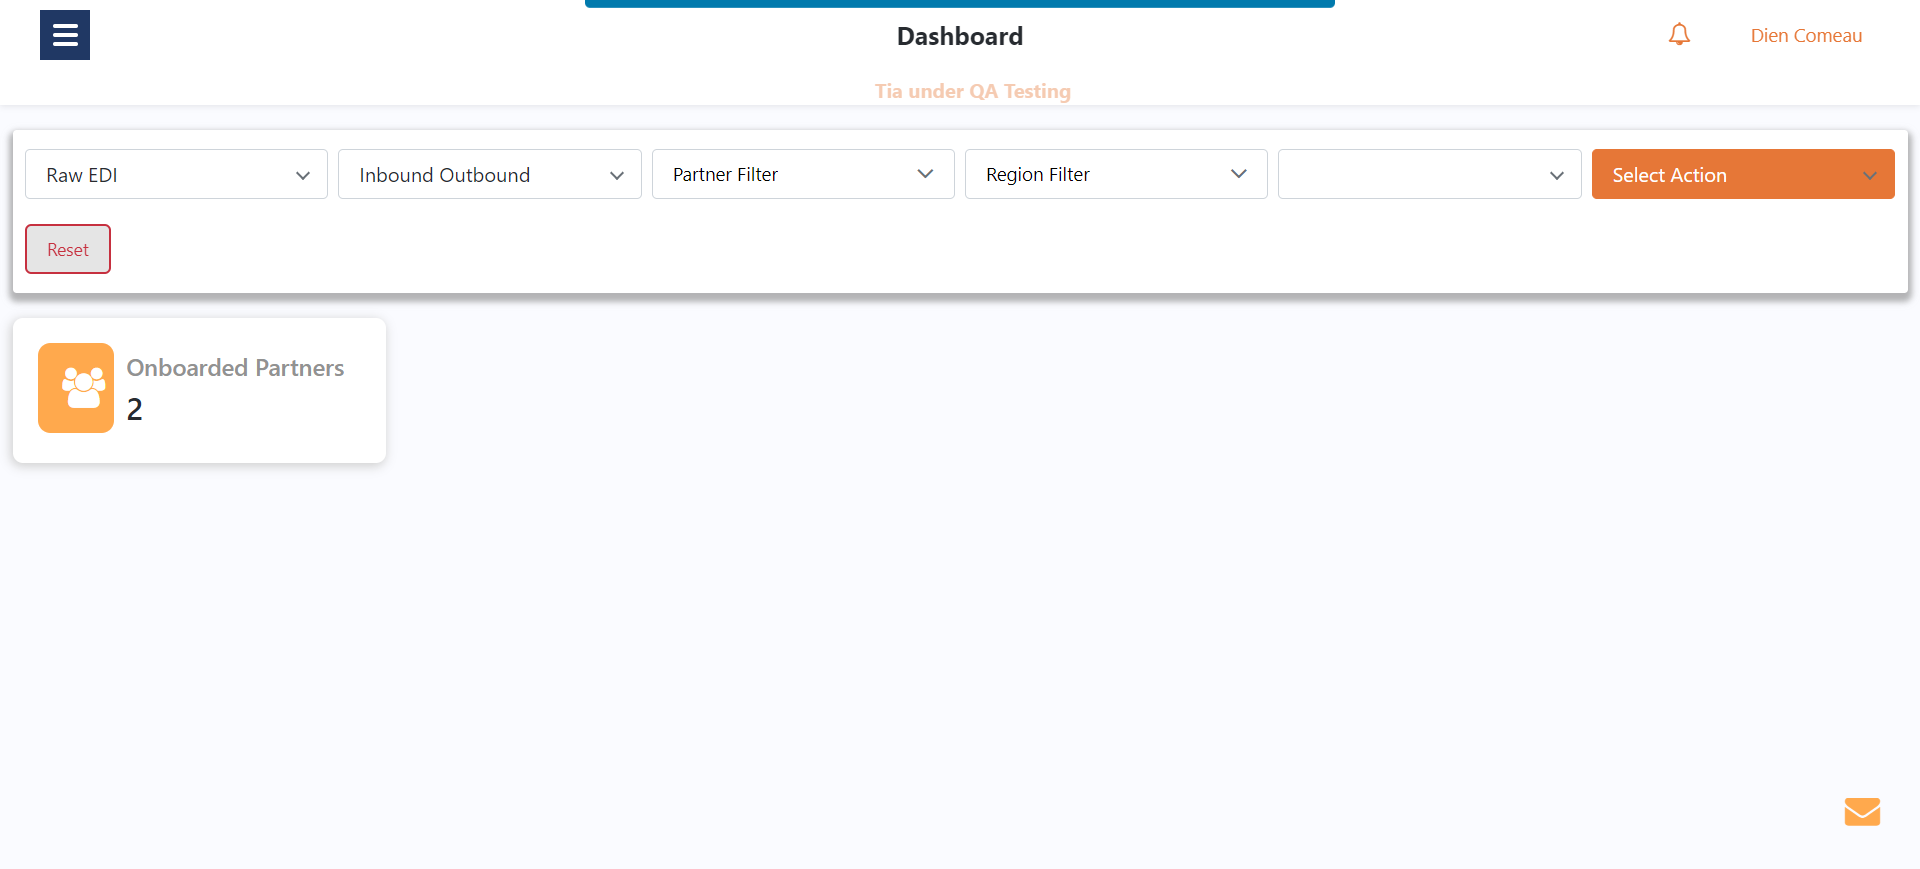 Dashboard
Dien Comeau
Tia under QA Testing
Raw EDI
Inbound Outbound
Partner Filter
Region Filter
Select Action
Reset
Onboarded Partners
2